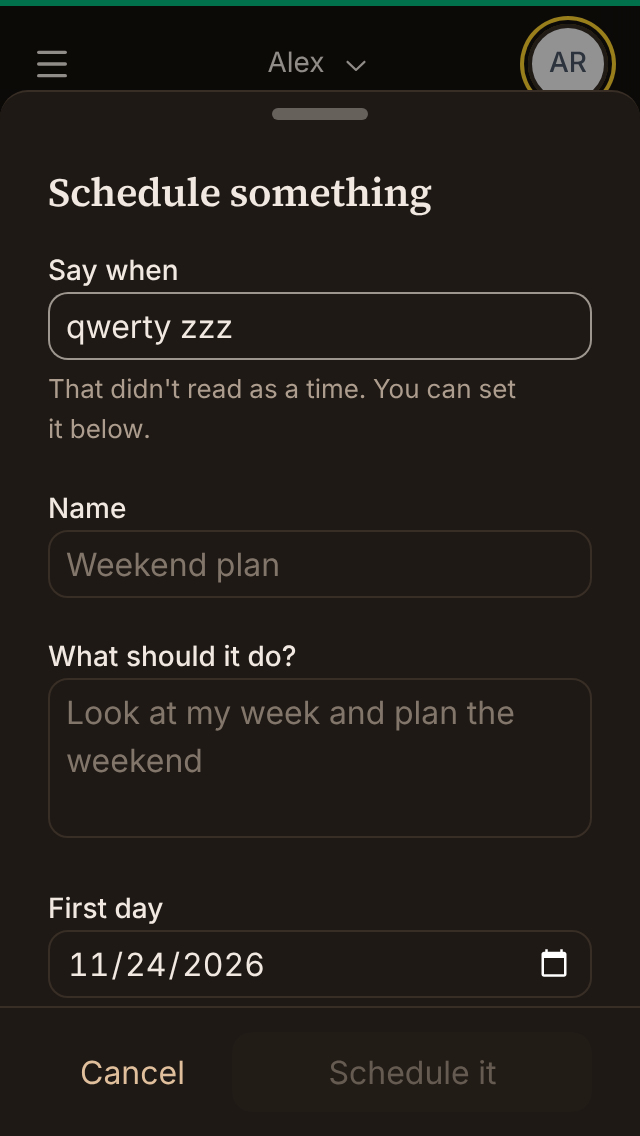 Alex
AR
Schedule something
Say when
qwerty zzz
That didn't read as a time. You can set
it below.
Name
Weekend plan
What should it do?
Look at my week and plan the
weekend
First day
11/24/2026
Cancel
Schedule it